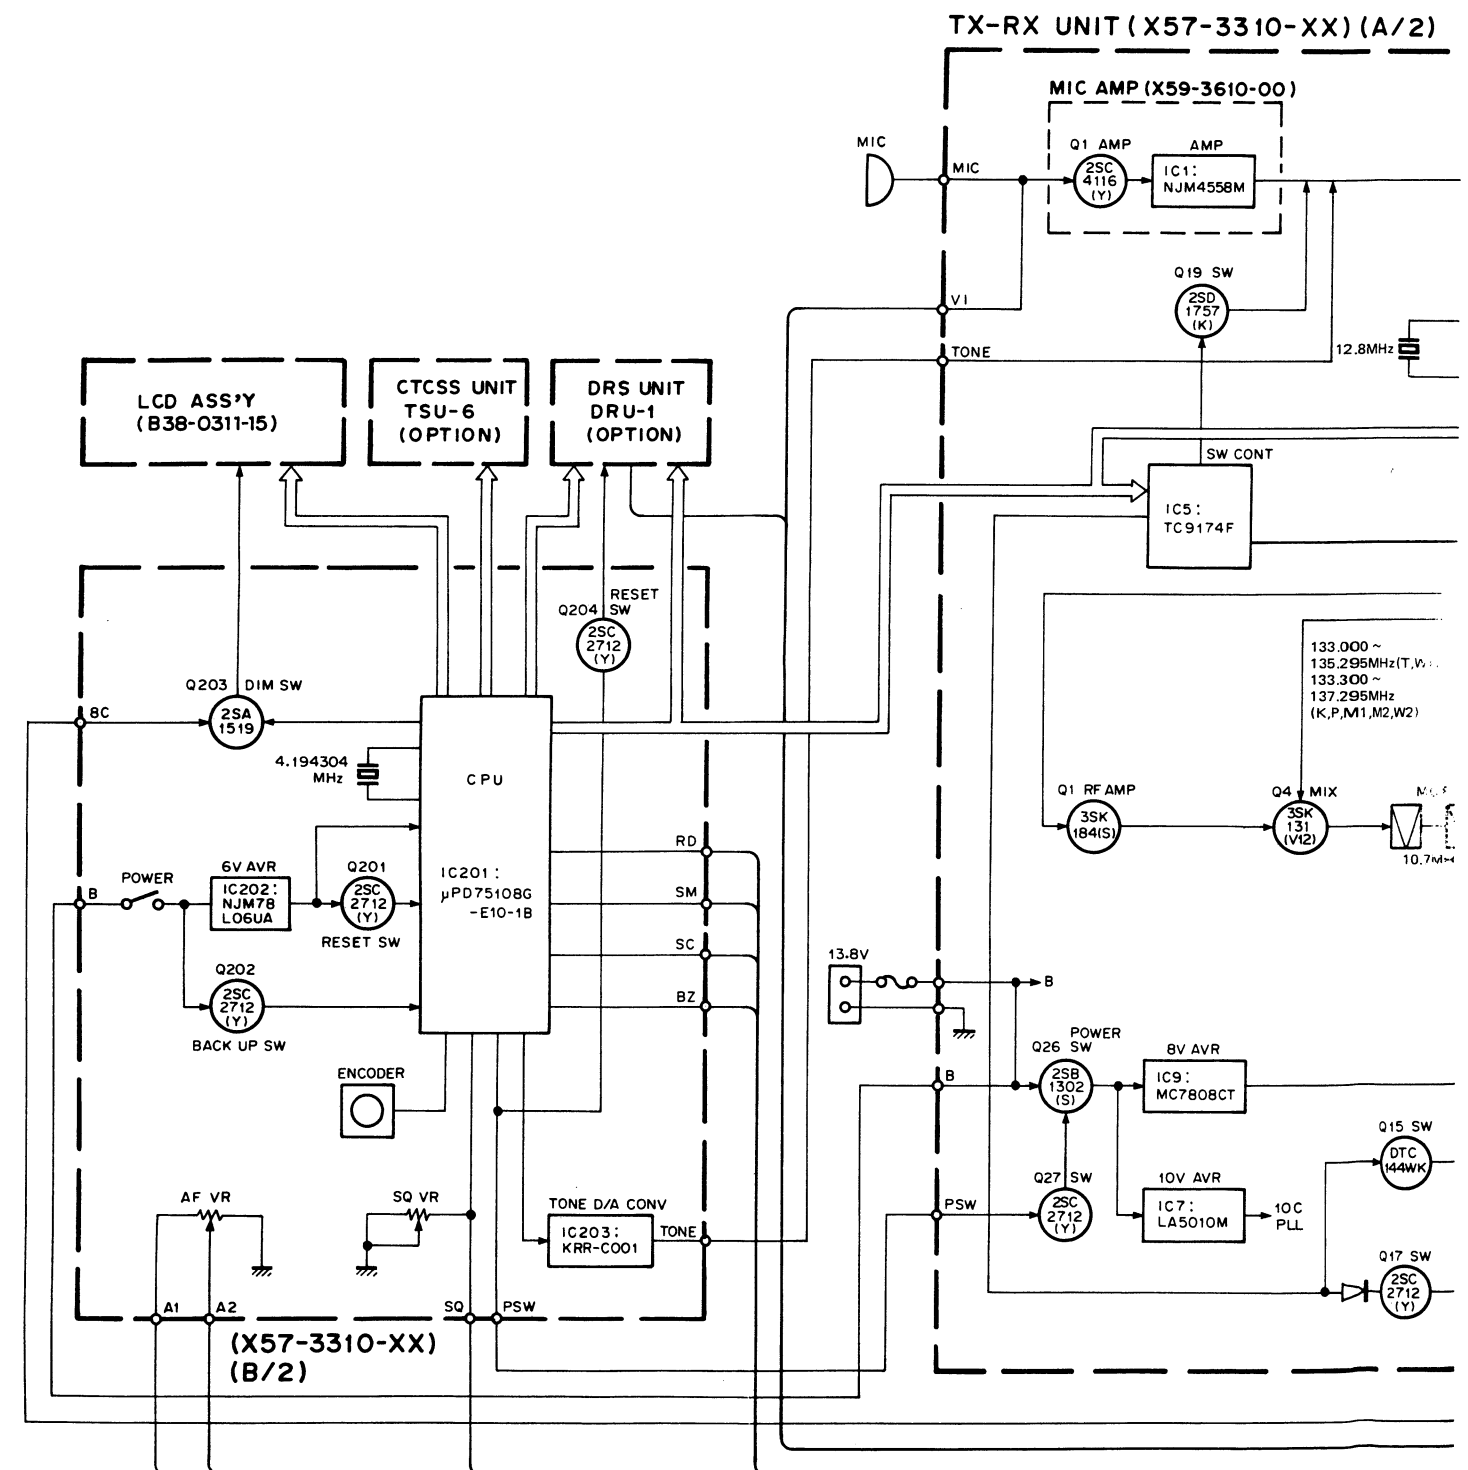 TX-RX UNIT (X57-3310-XX) (A/2)
MIC AMP (X59-3610-00)
MIC
MIC
Q1 AMP
2SC
4116
(Y)
AMP
IC1:
NJM4558M
Q19 SW
2SD
1757
(K)
VI
TONE
12.8MHz
LCD ASS'Y
(B38-0311-15)
CTCSS UNIT
TSU-6
(OPTION)
DRS UNIT
DRU-1
(OPTION)
SW CONT
IC5:
TC9174F
RESET
Q204 SW
2SC
2712
(Y)
133.000 ~
135.295MHz(T,W
133.300 ~
137.295MHz
(K,P,M1,M2,W2)
Q203 DIM SW
2SA
1519
8C
4.194304
MHz
CPU
IC201:
μPD75108G
-E10-1B
Q1 RF AMP
3SK
184(S)
Q4 MIX
3SK
131
(V12)
10.7MH
RD
SM
SC
BZ
B
POWER
6V AVR
IC202:
NJM78
L06UA
Q201
2SC
2712
(Y)
RESET SW
Q202
2SC
2712
(Y)
BACK UP SW
13.8V
B
ENCODER
B
POWER
Q26 SW
2SB
1302
(S)
8V AVR
IC9:
MC7808CT
Q15 SW
DTC
144WK
Q27 SW
2SC
2712
(Y)
PSW
10V AVR
IC7:
LA5010M
10C
PLL
AF VR
SQ VR
TONE D/A CONV
IC203:
KRR-C001
TONE
Q17 SW
2SC
2712
(Y)
A1
A2
SQ
PSW
(X57-3310-XX)
(B/2)